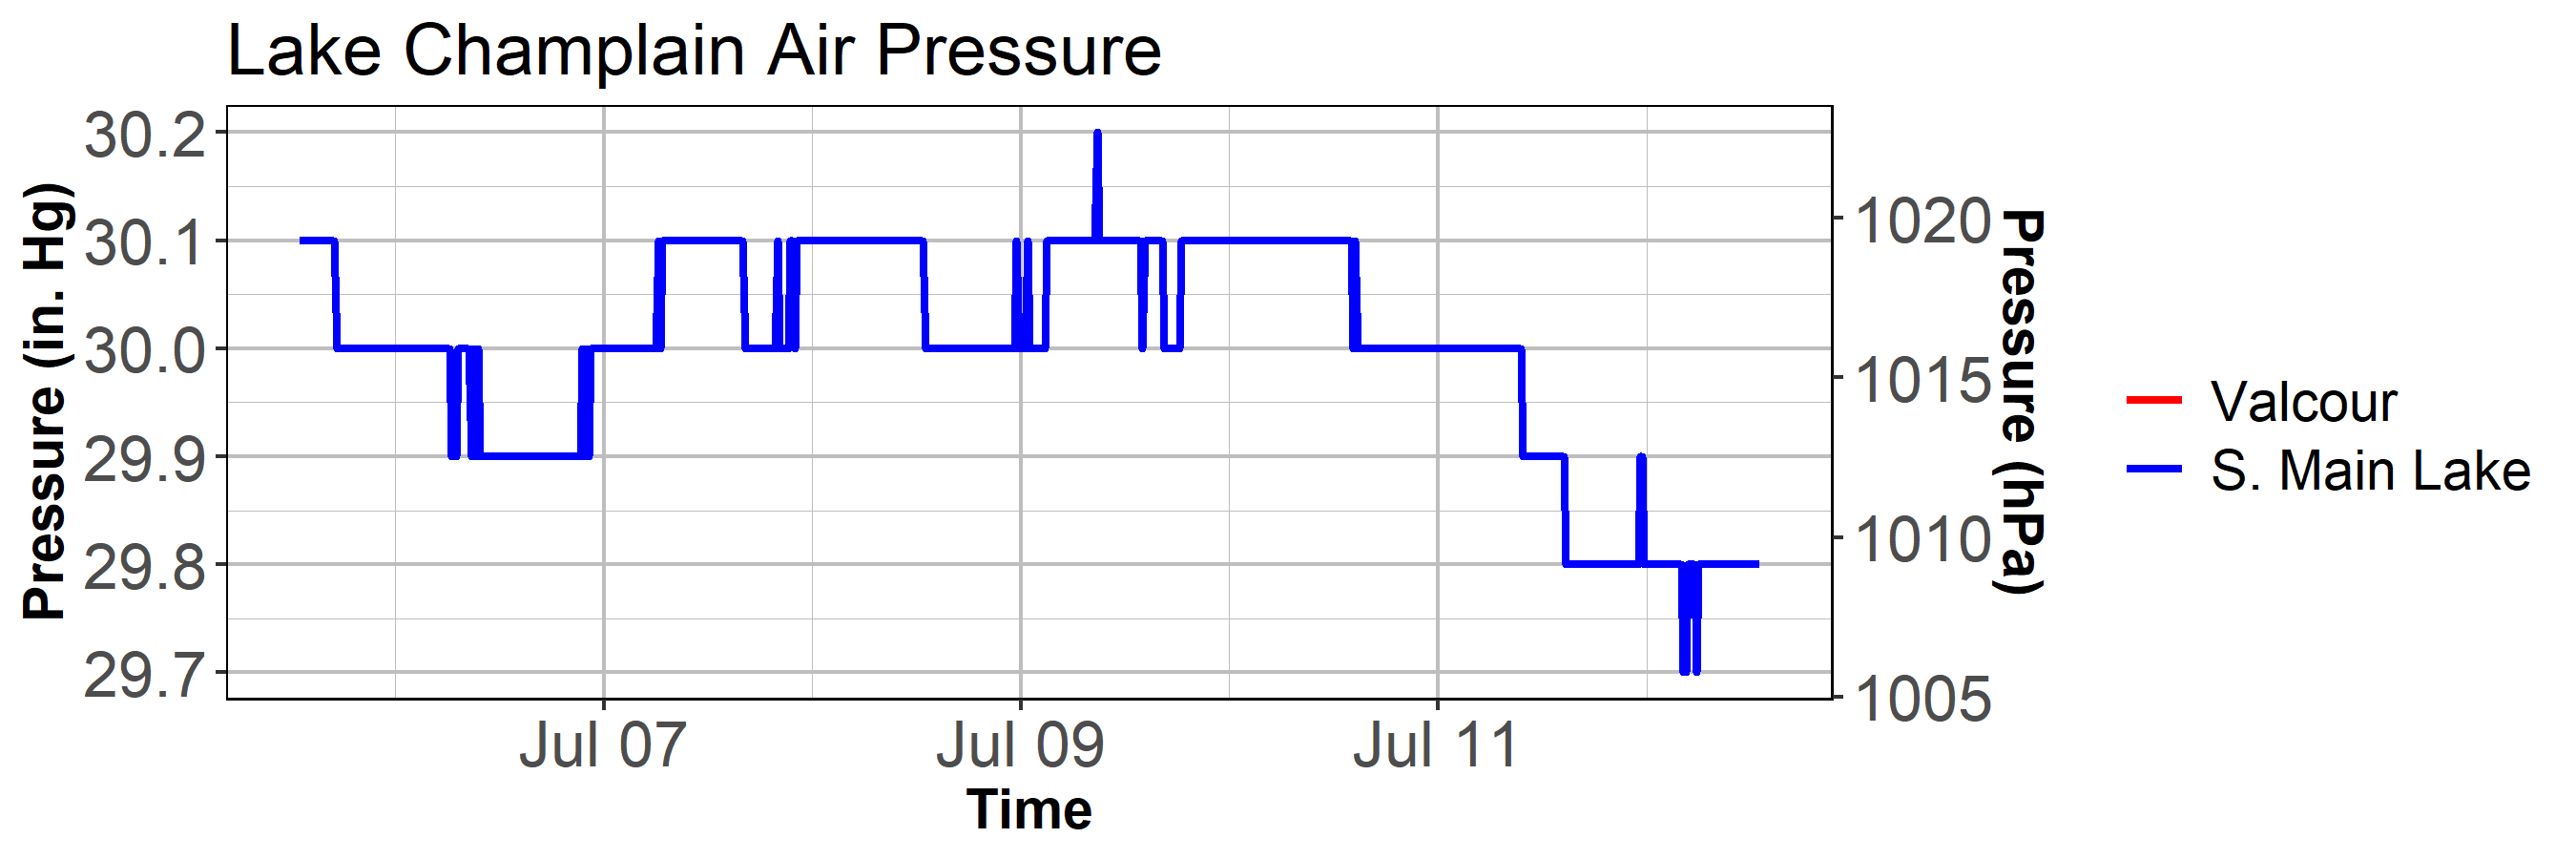 Lake Champlain Air Pressure
Pressure (in. Hg)
30.2
30.1
30.0
29.9
29.8
29.7
1020
1015
1010
1005
Pressure (hPa)
Jul 07
Jul 09
Jul 11
Time
Valcour
S. Main Lake